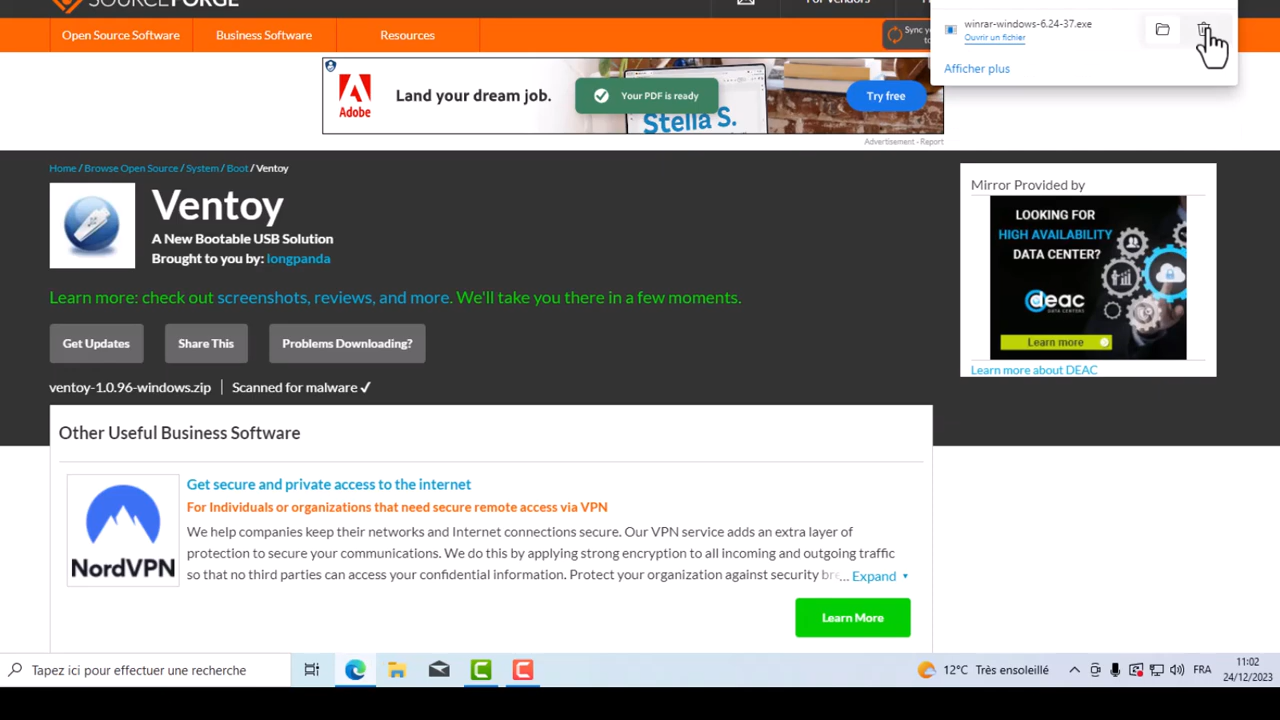 SOURCEFORGE
For Vendors
Open Source Software
Business Software
Resources
winrar-windows-6.24-37.exe
Ouvrir un fichier
Afficher plus
Adobe
Land your dream job.
Your PDF is ready
Stella S.
Try free
Advertisement - Report
Home / Browse Open Source / System / Boot / Ventoy
Ventoy
A New Bootable USB Solution
Brought to you by: longpanda
Learn more: check out screenshots, reviews, and more. We'll take you there in a few moments.
Get Updates
Share This
Problems Downloading?
ventoy-1.0.96-windows.zip
Scanned for malware ✓
Mirror Provided by
LOOKING FOR
HIGH AVAILABILITY
DATA CENTER?
deac
Learn more
Learn more about DEAC
Other Useful Business Software
NordVPN
Get secure and private access to the internet
For Individuals or organizations that need secure remote access via VPN
We help companies keep their networks and Internet connections secure. Our VPN service adds an extra layer of
protection to secure your communications. We do this by applying strong encryption to all incoming and outgoing traffic
so that no third parties can access your confidential information. Protect your organization against security
... Expand
Learn More
Tapez ici pour effectuer une recherche
12°C Très ensoleillé
FRA
11:02
24/12/2023